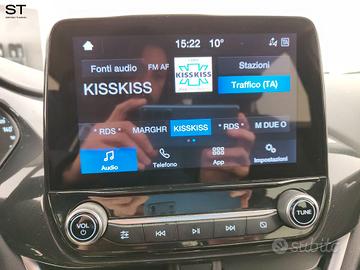 ST
15:22 10° TA
Fonti audio FM AF
KISSKISS
Stazioni
KISSKISS
Traffico (TA)
* RDS * MARGHR KISSKISS * RDS * M DUE O
Audio Telefono App Impostazioni
VOL TUNE
subito